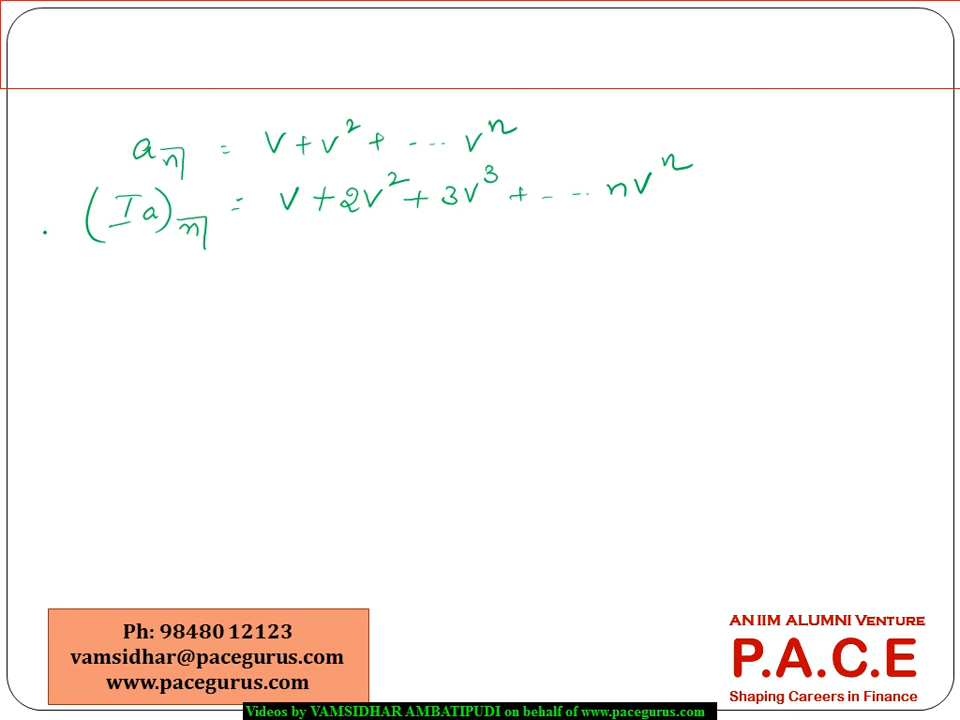 a n̅| = v + v² + ... vⁿ
(Ia) n̅| = v + 2v² + 3v³ + ... nvⁿ
Ph: 98480 12123
vamsidhar@pacegurus.com
www.pacegurus.com
AN IIM ALUMNI VENTURE
P.A.C.E
Shaping Careers in Finance
Videos by VAMSIDHAR AMBATIPUDI on behalf of www.pacegurus.com